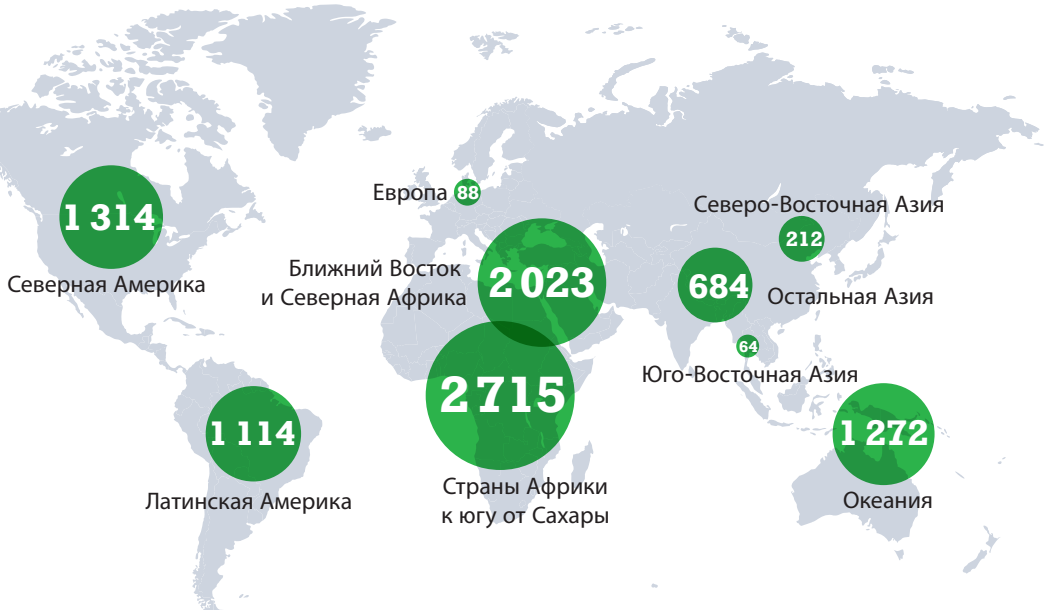 1 314
Северная Америка
Европа 88
Ближний Восток
и Северная Африка
2 023
Северо-Восточная Азия
212
684
Остальная Азия
64
Юго-Восточная Азия
2 715
Страны Африки
к югу от Сахары
1 114
Латинская Америка
1 272
Океания